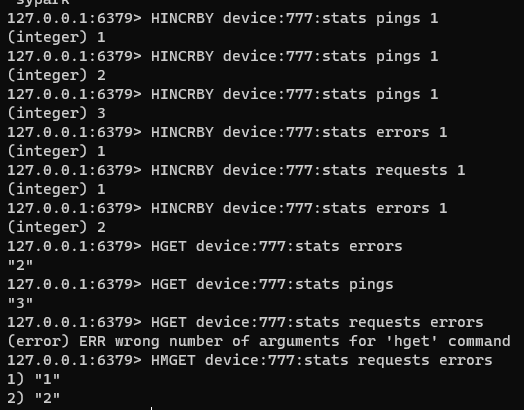 127.0.0.1:6379> HINCRBY device:777:stats pings 1
(integer) 1
127.0.0.1:6379> HINCRBY device:777:stats pings 1
(integer) 2
127.0.0.1:6379> HINCRBY device:777:stats pings 1
(integer) 3
127.0.0.1:6379> HINCRBY device:777:stats errors 1
(integer) 1
127.0.0.1:6379> HINCRBY device:777:stats requests 1
(integer) 1
127.0.0.1:6379> HINCRBY device:777:stats errors 1
(integer) 2
127.0.0.1:6379> HGET device:777:stats errors
"2"
127.0.0.1:6379> HGET device:777:stats pings
"3"
127.0.0.1:6379> HGET device:777:stats requests errors
(error) ERR wrong number of arguments for 'hget' command
127.0.0.1:6379> HMGET device:777:stats requests errors
1) "1"
2) "2"